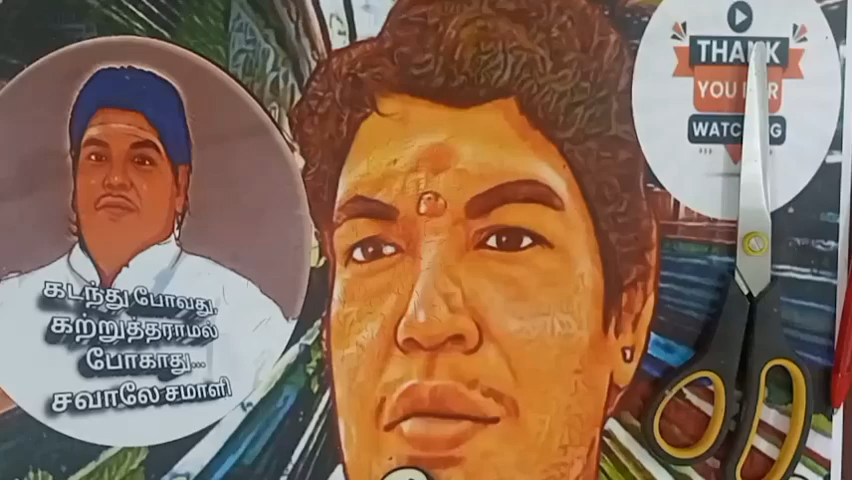 கடந்து போவது,
கற்றுத்தராமல்
போகாது...
சவாலே சமாளி
THANK
YOU FOR
WATCHING